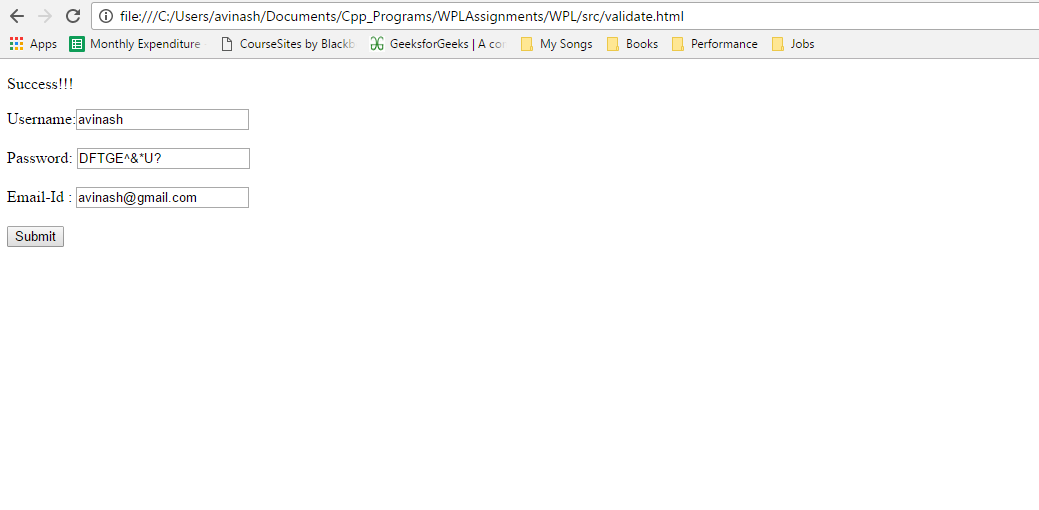 file:///C:/Users/avinash/Documents/Cpp_Programs/WPLAssignments/WPL/src/validate.html
Apps Monthly Expenditure CourseSites by Blackb GeeksforGeeks | A cor My Songs Books Performance Jobs
Success!!!
Username: avinash
Password: DFTGE^&*U?
Email-Id : avinash@gmail.com
Submit